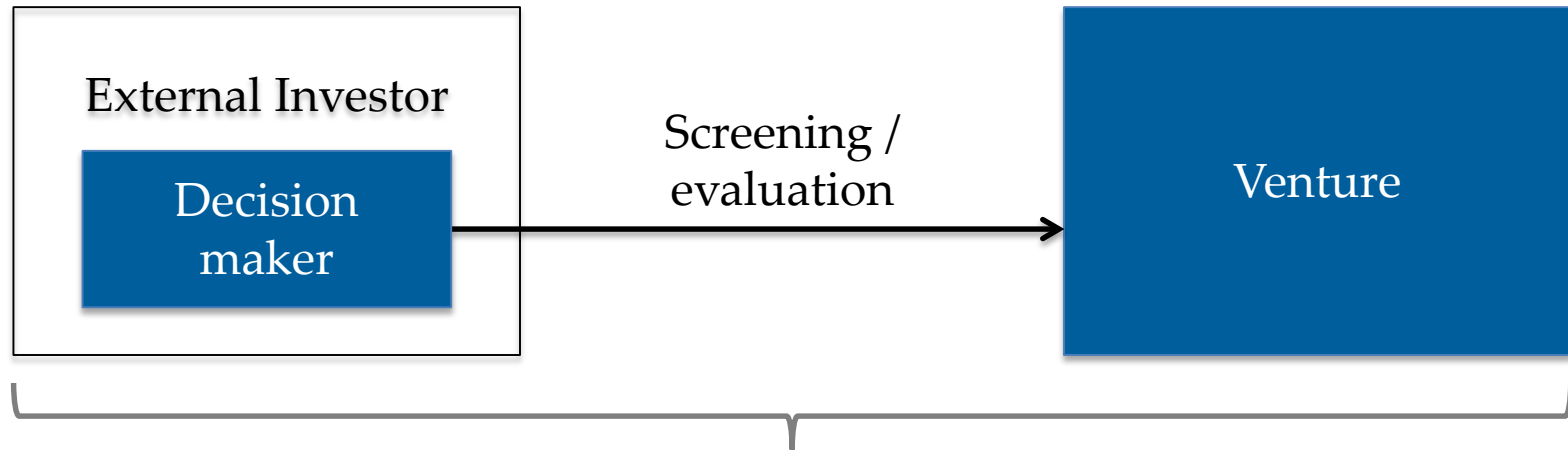 External Investor
Decision
maker
Screening /
evaluation
Venture